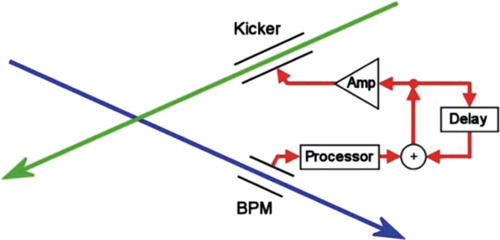 Kicker
Amp
Delay
Processor
+
BPM